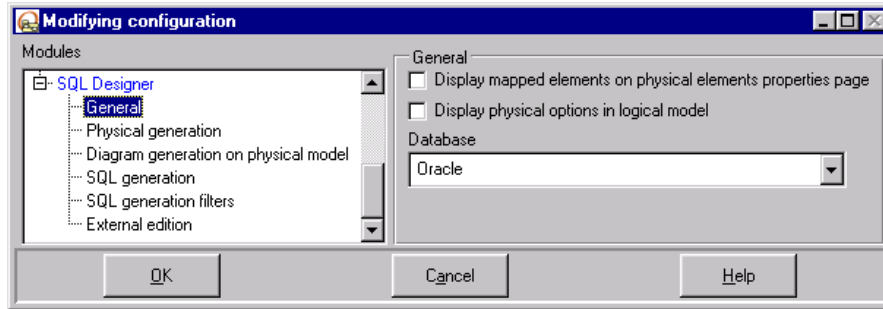 Modifying configuration
Modules
SQL Designer
General
Physical generation
Diagram generation on physical model
SQL generation
SQL generation filters
External edition
General
Display mapped elements on physical elements properties page
Display physical options in logical model
Database
Oracle
OK
Cancel
Help